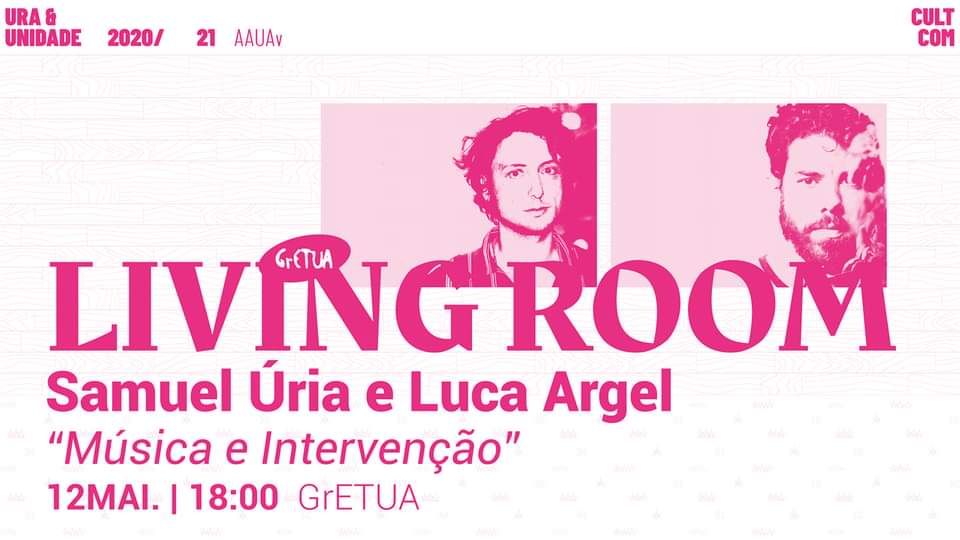 URA &
UNIDADE 2020/ 21 AAUAv
CULT
COM
GrETUA
LIVING ROOM
Samuel Úria e Luca Argel
“Música e Intervenção”
12MAI. | 18:00 GrETUA